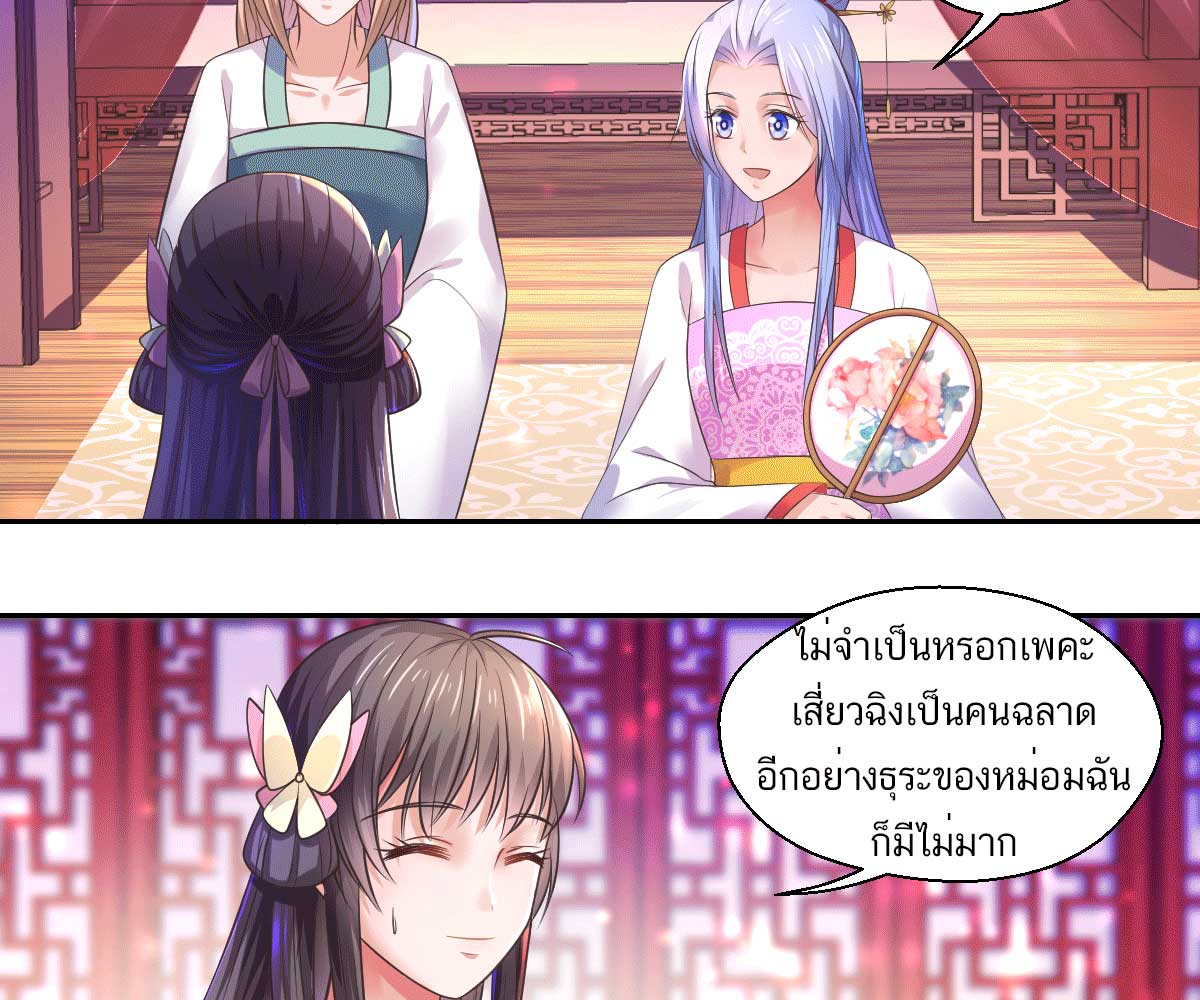 ไม่จำเป็นหรอกเพคะ
เสี่ยวฉิงเป็นคนฉลาด
อีกอย่างธุระของหม่อมฉัน
ก็มีไม่มาก